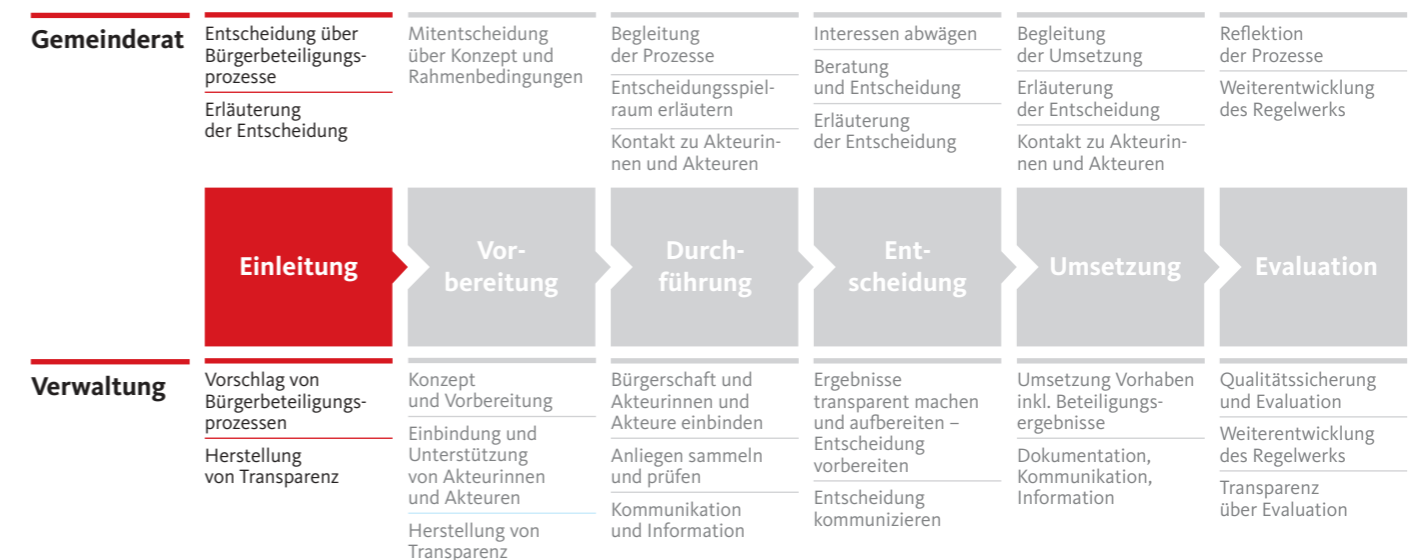 Gemeinderat
Entscheidung über
Bürgerbeteiligungs-
prozesse
Erläuterung
der Entscheidung
Mitentscheidung
über Konzept und
Rahmenbedingungen
Begleitung
der Prozesse
Entscheidungsspiel-
raum erläutern
Kontakt zu Akteurin-
nen und Akteuren
Interessen abwägen
Beratung
und Entscheidung
Erläuterung
der Entscheidung
Begleitung
der Umsetzung
Erläuterung
der Entscheidung
Kontakt zu Akteurin-
nen und Akteuren
Reflektion
der Prozesse
Weiterentwicklung
des Regelwerks
Einleitung
Vor-
bereitung
Durch-
führung
Ent-
scheidung
Umsetzung
Evaluation
Verwaltung
Vorschlag von
Bürgerbeteiligungs-
prozessen
Herstellung
von Transparenz
Konzept
und Vorbereitung
Einbindung und
Unterstützung
von Akteurinnen
und Akteuren
Herstellung von
Transparenz
Bürgerschaft und
Akteurinnen und
Akteure einbinden
Anliegen sammeln
und prüfen
Kommunikation
und Information
Ergebnisse
transparent machen
und aufbereiten –
Entscheidung
vorbereiten
Entscheidung
kommunizieren
Umsetzung Vorhaben
inkl. Beteiligungs-
ergebnisse
Dokumentation,
Kommunikation,
Information
Qualitätssicherung
und Evaluation
Weiterentwicklung
des Regelwerks
Transparenz
über Evaluation